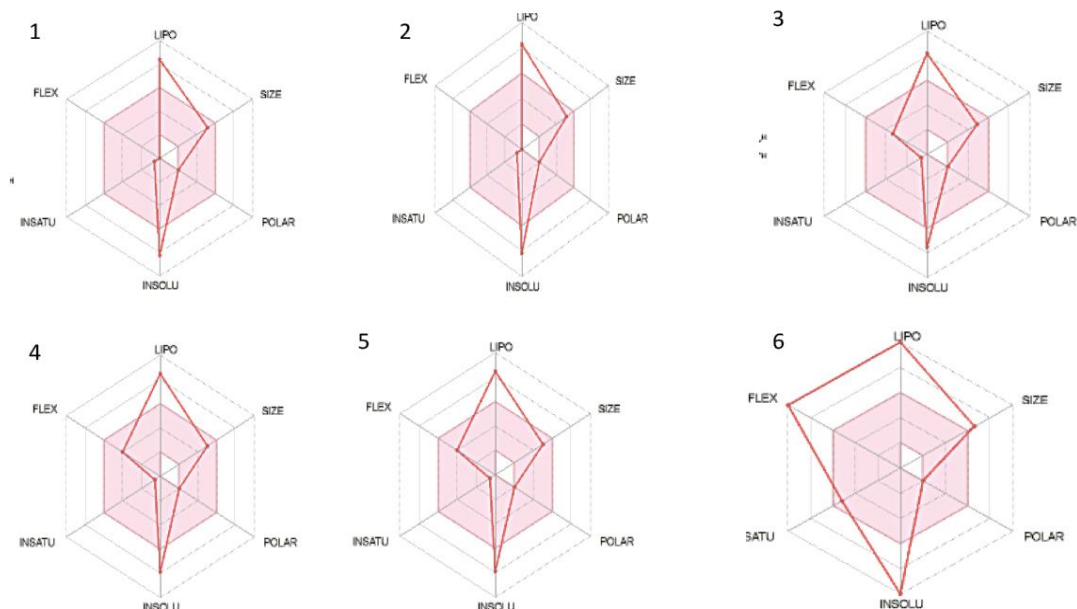 1
LIPO
FLEX
SIZE
INSATU
POLAR
INSOLU
2
LIPO
FLEX
SIZE
INSATU
POLAR
INSOLU
3
LIPO
FLEX
SIZE
INSATU
POLAR
INSOLU
4
LIPO
FLEX
SIZE
INSATU
POLAR
INSOLU
5
LIPO
FLEX
SIZE
INSATU
POLAR
INSOLU
6
LIPO
FLEX
SIZE
SATU
POLAR
INSOLU